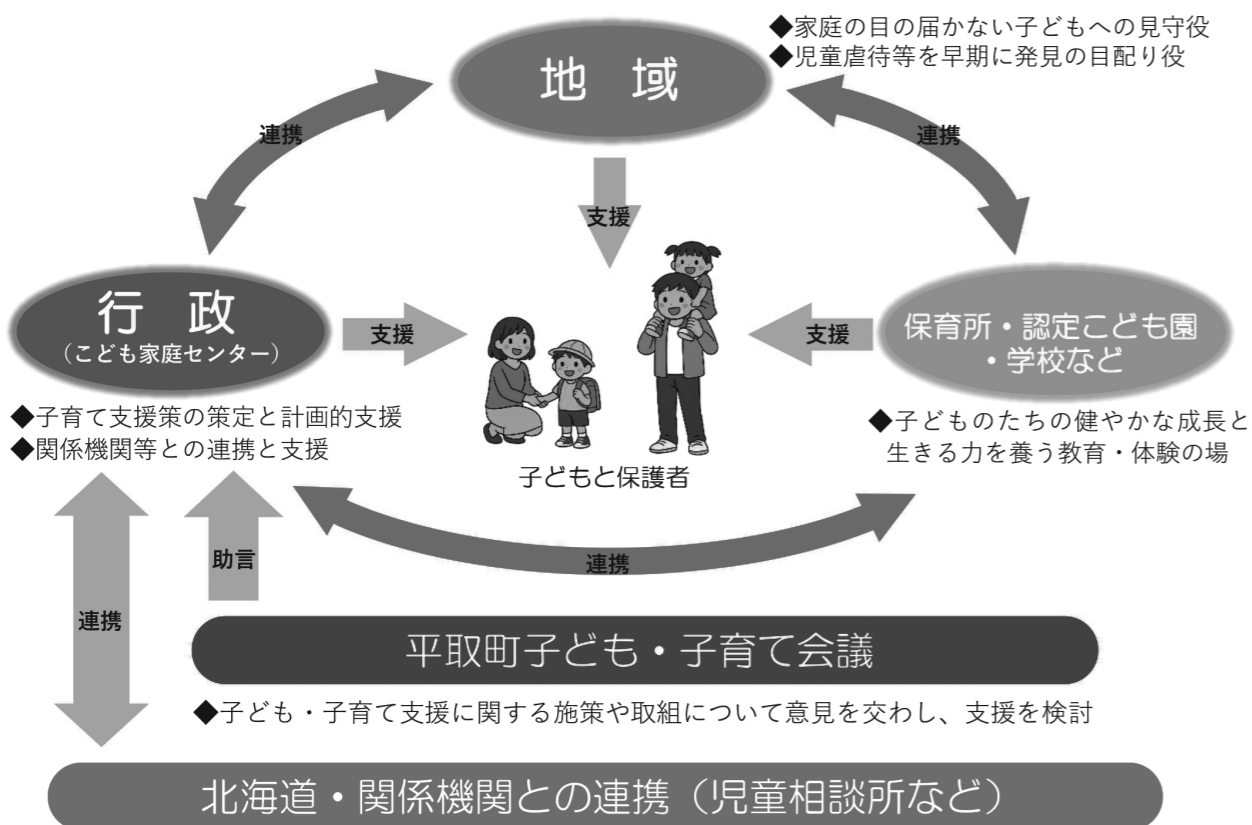 ◆家庭の目の届かない子どもへの見守役
◆児童虐待等を早期に発見の目配り役
地 域
連携
連携
支援
行 政
（こども家庭センター）
支援
支援
保育所・認定こども園
・学校など
◆子育て支援策の策定と計画的支援
◆関係機関等との連携と支援
子どもと保護者
◆子どものたちの健やかな成長と
生きる力を養う教育・体験の場
助言
連携
連携
平取町子ども・子育て会議
◆子ども・子育て支援に関する施策や取組について意見を交わし、支援を検討
北海道・関係機関との連携（児童相談所など）